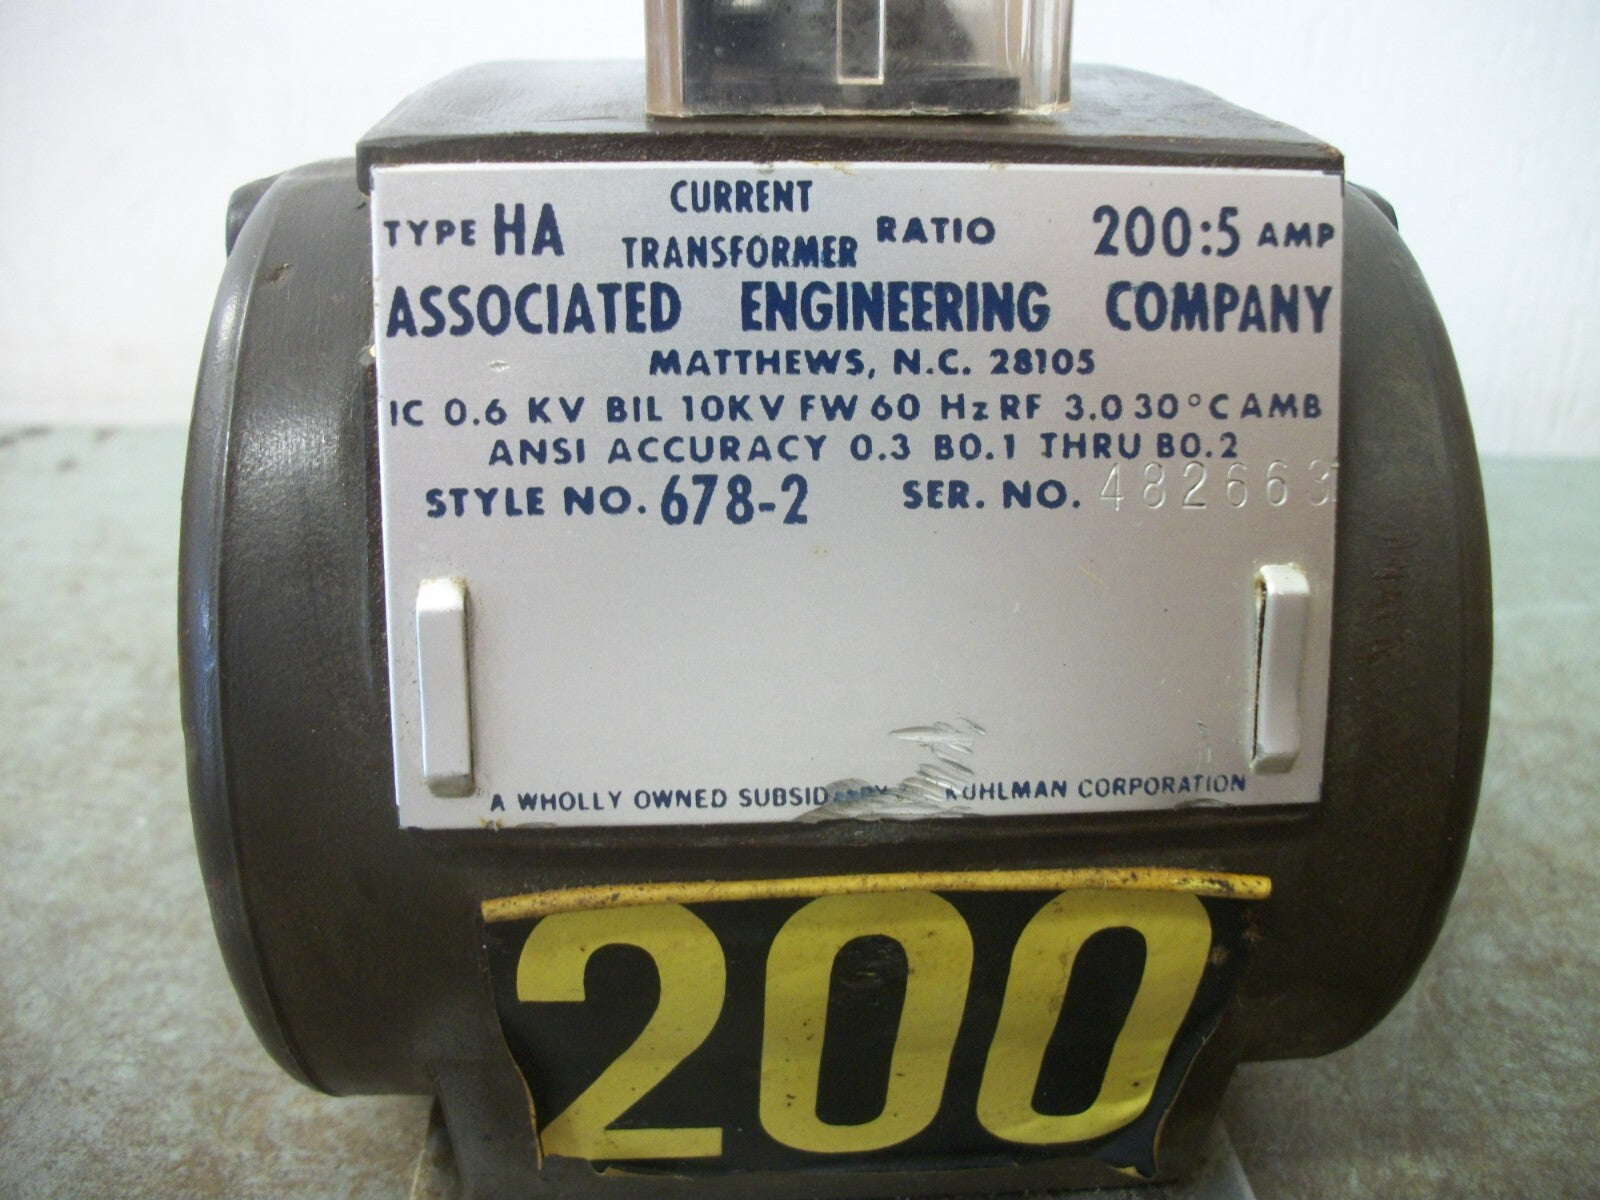 TYPE HA CURRENT TRANSFORMER RATIO 200:5 AMP
ASSOCIATED ENGINEERING COMPANY
MATTHEWS, N.C. 28105
IC 0.6 KV BIL 10KV FW 60 Hz RF 3.0 30°C AMB
ANSI ACCURACY 0.3 B0.1 THRU B0.2
STYLE NO. 678-2 SER. NO. 482663
A WHOLLY OWNED KUHLMAN CORPORATION
200